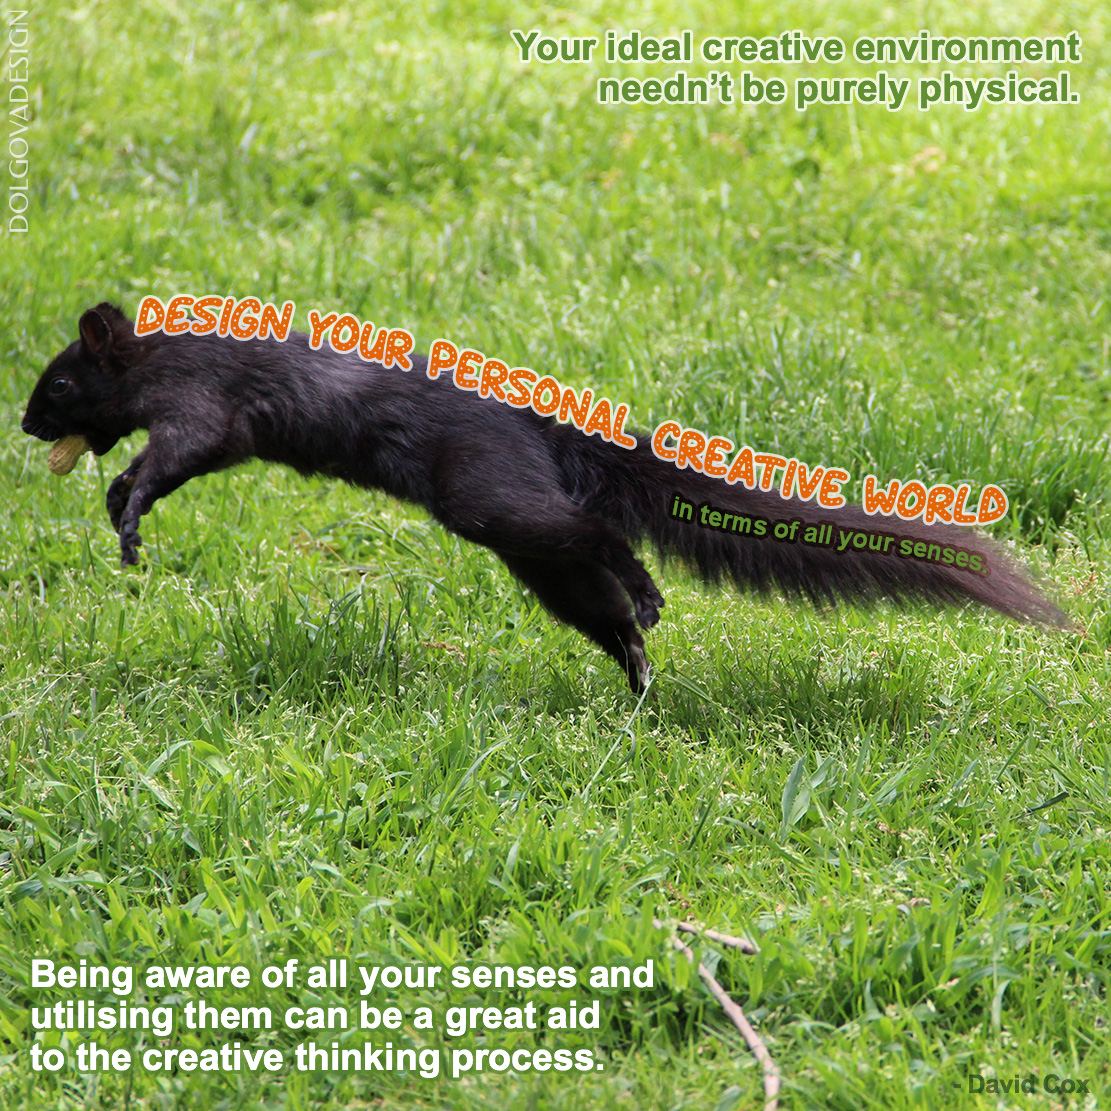 DOLGOVADESIGN
Your ideal creative environment
needn't be purely physical.
DESIGN YOUR PERSONAL CREATIVE WORLD
in terms of all your senses.
Being aware of all your senses and
utilising them can be a great aid
to the creative thinking process.
- David Cox